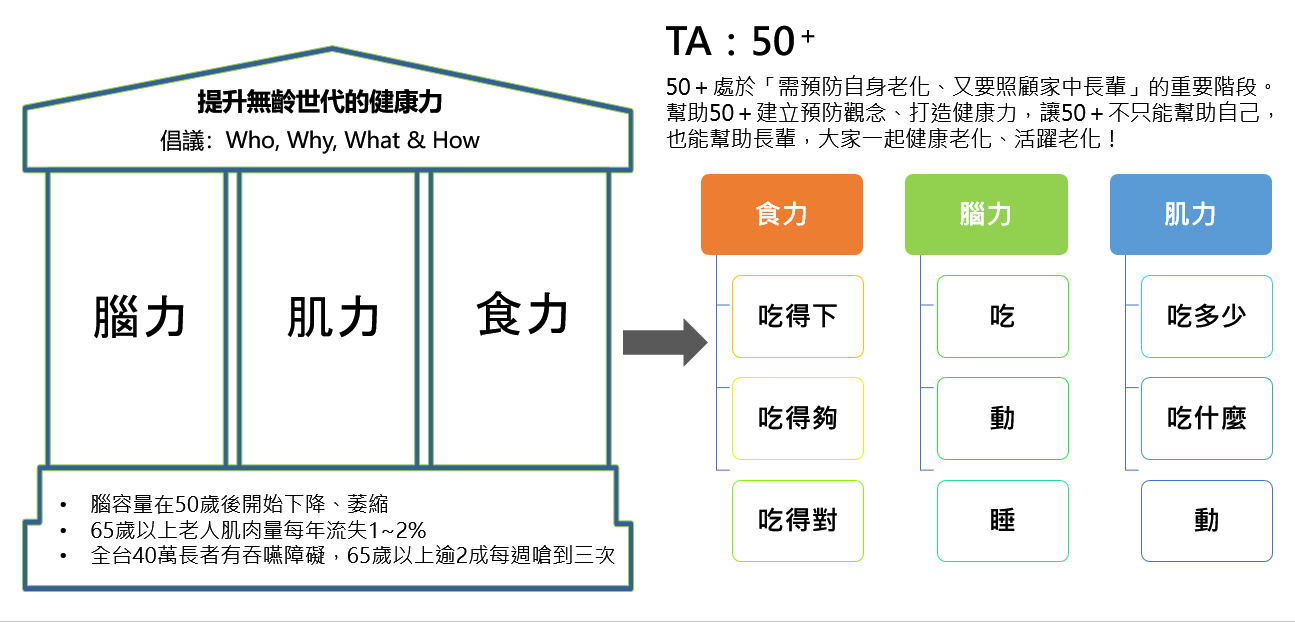 提升無齡世代的健康力
倡議：Who, Why, What & How
腦力
肌力
食力
• 腦容量在50歲後開始下降、萎縮
• 65歲以上老人肌肉量每年流失1~2%
• 全台40萬長者有吞嚥障礙，65歲以上逾2成每週嗆到三次
TA：50⁺
50＋處於「需預防自身老化、又要照顧家中長輩」的重要階段。
幫助50＋建立預防觀念、打造健康力，讓50＋不只能幫助自己，
也能幫助長輩，大家一起健康老化、活躍老化！
食力
吃得下
吃得夠
吃得對
腦力
吃
動
睡
肌力
吃多少
吃什麼
動